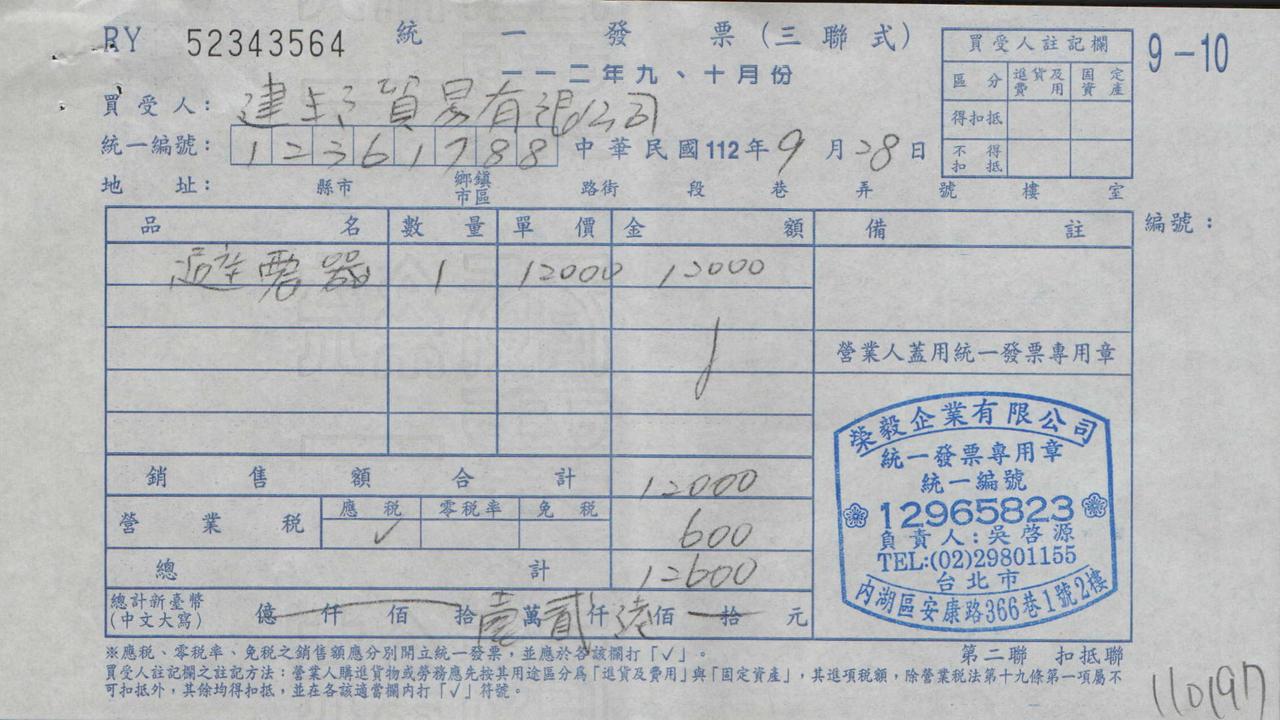 RY 52343564 統一發票(三聯式) 9-10
一一二年九、十月份
買受人註記欄
區分 進貨及費用 固定資產
得扣抵
不得扣抵
買受人: 建 貿易有限公司
統一編號: 12361788 中華民國112年9月28日
地址: 縣市 鄉鎮市區 路街 段 巷 弄 號 樓 室
品名 數量 單價 金額 備註 編號:
避雷器 1 12000 12000
營業人蓋用統一發票專用章
銷售額合計 12000
營業稅 應稅 ✓ 零稅率 免稅 600
總計 12600
總計新臺幣(中文大寫) 億 仟 佰 拾 壹 萬 貳 仟 陸 佰 拾 元
榮毅企業有限公司
統一發票專用章
統一編號
12965823
負責人:吳啓源
TEL:(02)29801155
台北市
內湖區安康路366巷1號2樓
※應稅、零稅率、免稅之銷售額應分別開立統一發票,並應於各該欄打「✓」。
第二聯 扣抵聯
買受人註記欄之註記方法:營業人購進貨物或勞務應先按其用途區分為「進貨及費用」與「固定資產」,其進項稅額,除營業稅法第十九條第一項屬不
可扣抵外,其餘均得扣抵,並在各該適當欄內打「✓」符號。
110197